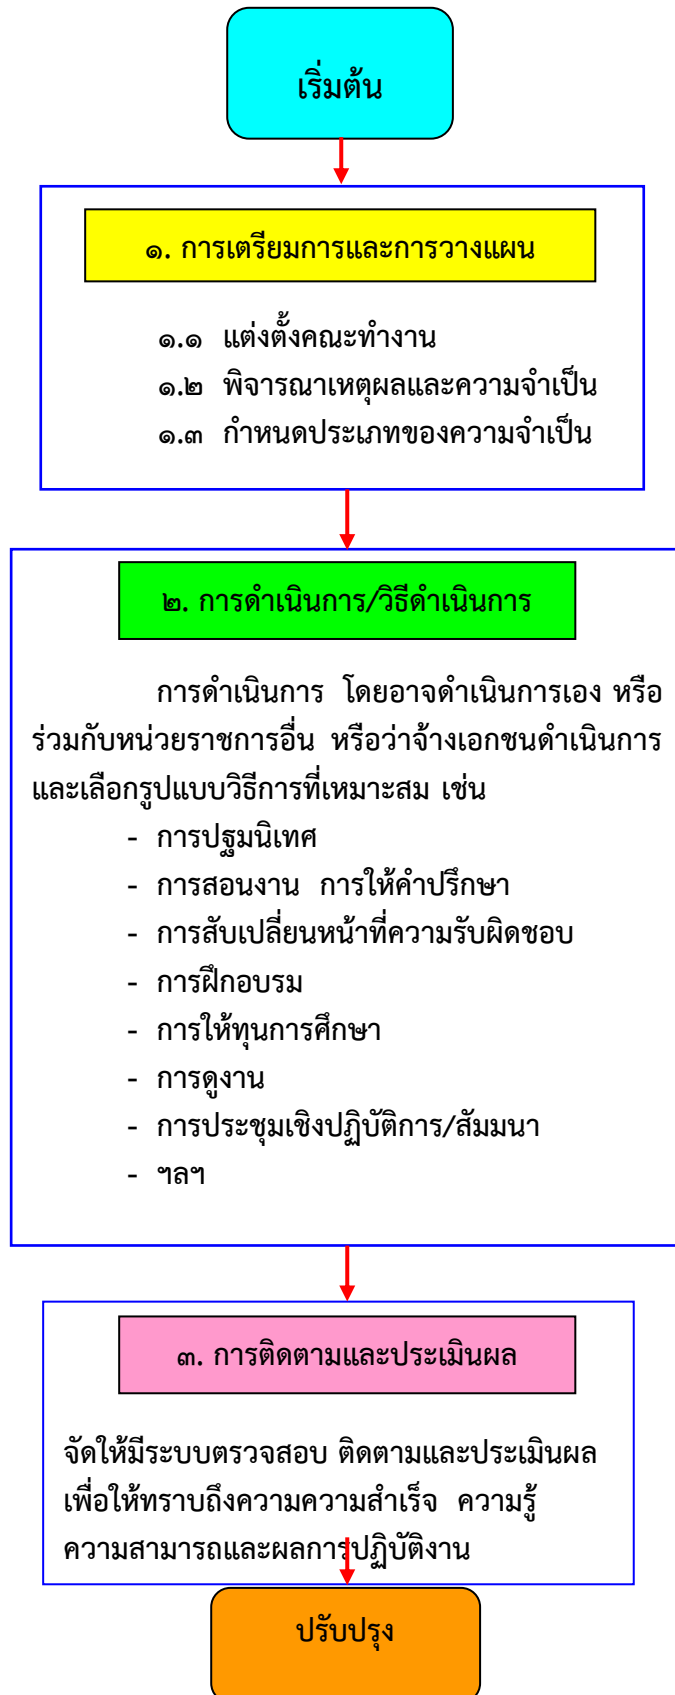 เริ่มต้น
๑. การเตรียมการและการวางแผน
๑.๑ แต่งตั้งคณะทำงาน
๑.๒ พิจารณาเหตุผลและความจำเป็น
๑.๓ กำหนดประเภทของความจำเป็น
๒. การดำเนินการ/วิธีดำเนินการ
การดำเนินการ โดยอาจดำเนินการเอง หรือ
ร่วมกับหน่วยราชการอื่น หรือว่าจ้างเอกชนดำเนินการ
และเลือกรูปแบบวิธีการที่เหมาะสม เช่น
- การปฐมนิเทศ
- การสอนงาน การให้คำปรึกษา
- การสับเปลี่ยนหน้าที่ความรับผิดชอบ
- การฝึกอบรม
- การให้ทุนการศึกษา
- การดูงาน
- การประชุมเชิงปฏิบัติการ/สัมมนา
- ฯลฯ
๓. การติดตามและประเมินผล
จัดให้มีระบบตรวจสอบ ติดตามและประเมินผล
เพื่อให้ทราบถึงความความสำเร็จ ความรู้
ความสามารถและผลการปฏิบัติงาน
ปรับปรุง